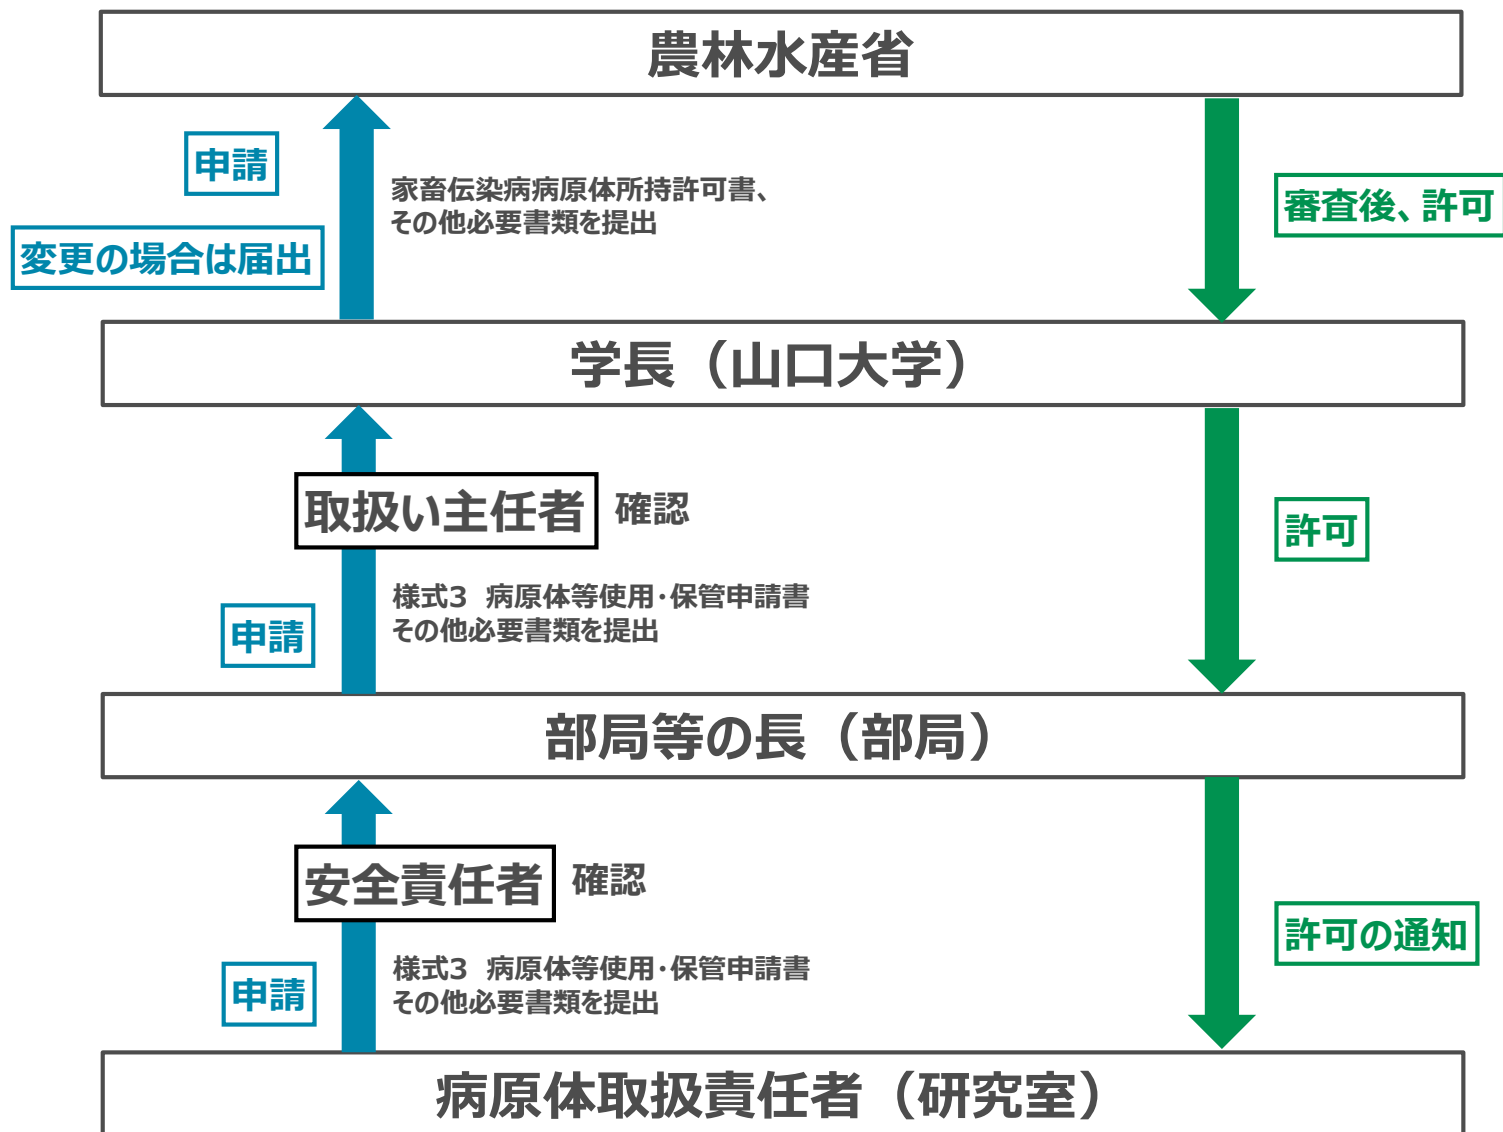 農林水産省
申請
家畜伝染病病原体所持許可書、
その他必要書類を提出
審査後、許可
変更の場合は届出
学長（山口大学）
取扱い主任者 確認
許可
様式3 病原体等使用・保管申請書
その他必要書類を提出
申請
部局等の長（部局）
安全責任者 確認
許可の通知
様式3 病原体等使用・保管申請書
その他必要書類を提出
申請
病原体取扱責任者（研究室）